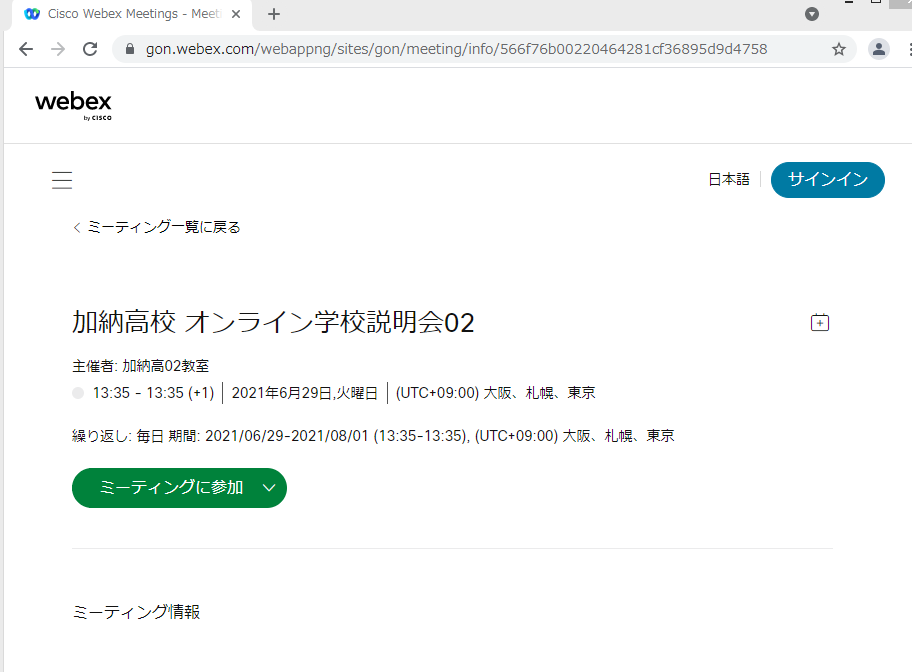 Cisco Webex Meetings - Meeti
gon.webex.com/webappng/sites/gon/meeting/info/566f76b00220464281cf36895d9d4758
webex
by CISCO
日本語 サインイン
ミーティング一覧に戻る
加納高校 オンライン学校説明会02
主催者: 加納高02教室
13:35 - 13:35 (+1) 2021年6月29日,火曜日 (UTC+09:00) 大阪、札幌、東京
繰り返し: 毎日 期間: 2021/06/29-2021/08/01 (13:35-13:35), (UTC+09:00) 大阪、札幌、東京
ミーティングに参加
ミーティング情報